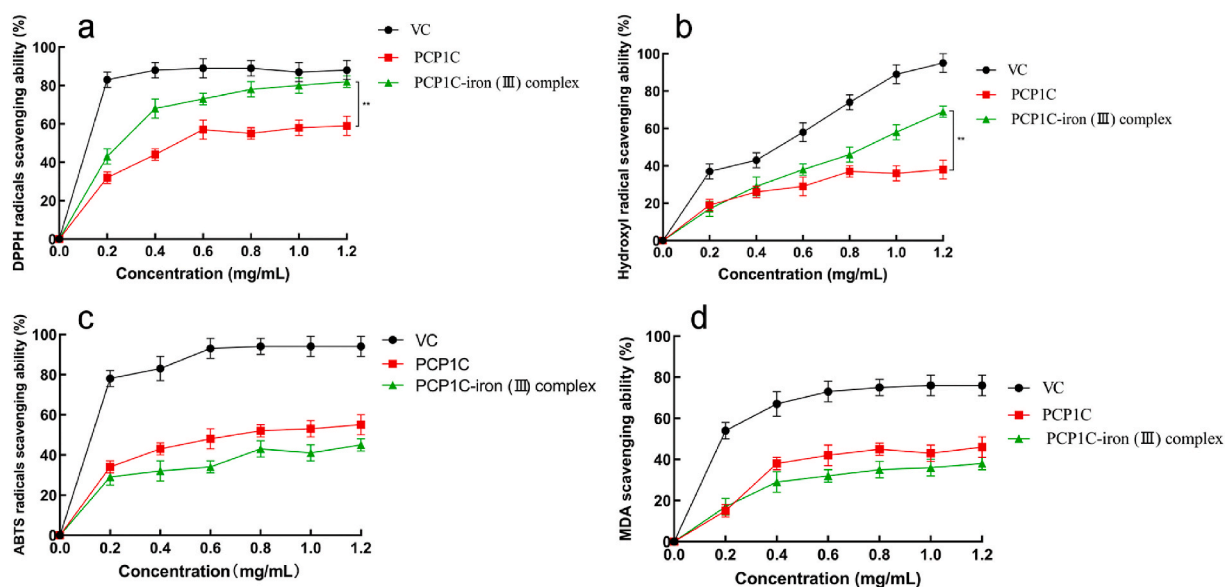 a
DPPH radicals scavenging ability (%)
100
80
60
40
20
0
0.0 0.2 0.4 0.6 0.8 1.0 1.2
Concentration (mg/mL)
VC
PCP1C
PCP1C-iron (Ⅲ) complex
**
b
Hydroxyl radical scavenging ability (%)
100
80
60
40
20
0
0.0 0.2 0.4 0.6 0.8 1.0 1.2
Concentration (mg/mL)
VC
PCP1C
PCP1C-iron (Ⅲ) complex
**
c
ABTS radicals scavenging ability (%)
100
80
60
40
20
0
0.0 0.2 0.4 0.6 0.8 1.0 1.2
Concentration (mg/mL)
VC
PCP1C
PCP1C-iron (Ⅲ) complex
d
MDA scavenging ability (%)
100
80
60
40
20
0
0.0 0.2 0.4 0.6 0.8 1.0 1.2
Concentration (mg/mL)
VC
PCP1C
PCP1C-iron (Ⅲ) complex